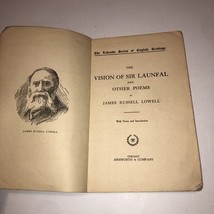 JAMES RUSSELL LOWELL
The Lakeside Series of English Readings
THE
VISION OF SIR LAUNFAL
AND
OTHER POEMS
BY
JAMES RUSSELL LOWELL
With Notes and Introduction
CHICAGO
AINSWORTH & COMPANY